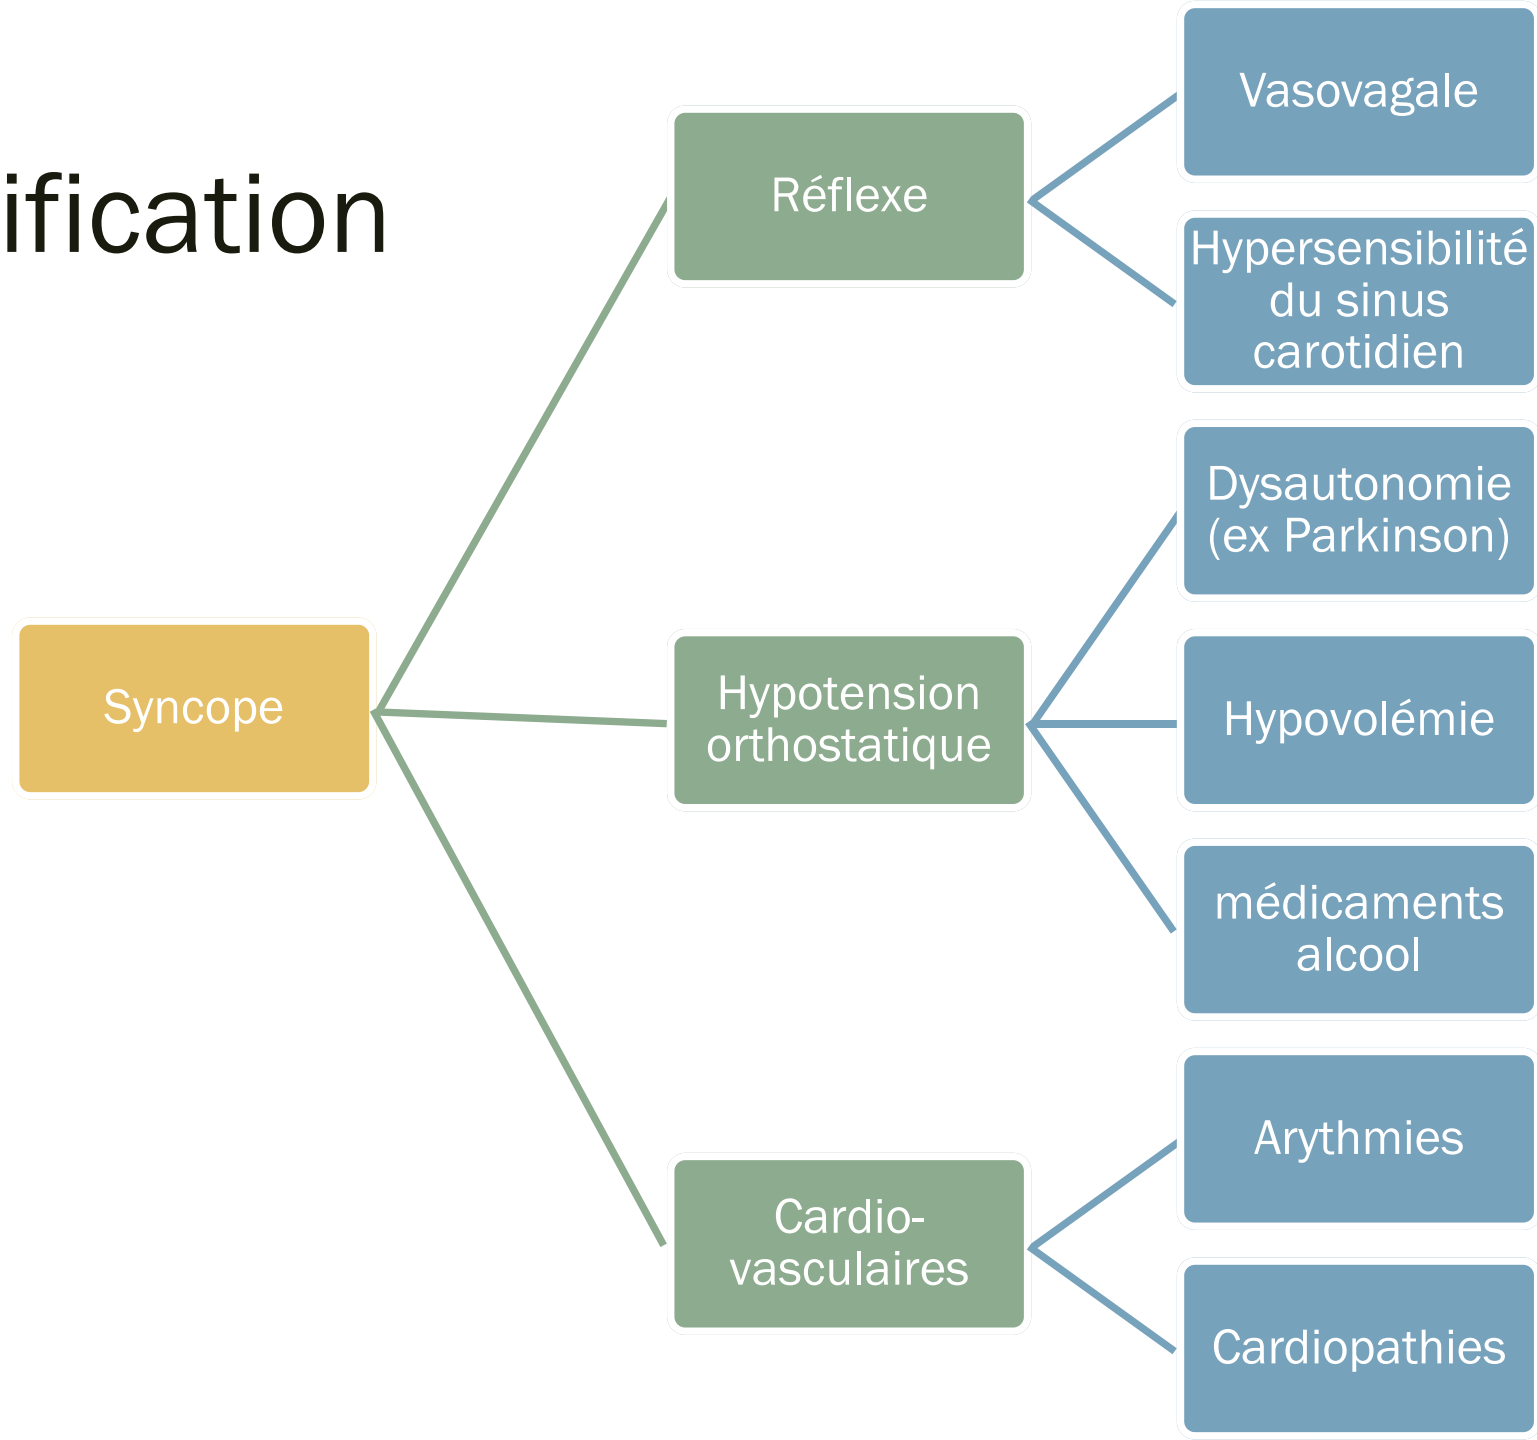 ification
Syncope
Réflexe
Vasovagale
Hypersensibilité
du sinus
carotidien
Hypotension
orthostatique
Dysautonomie
(ex Parkinson)
Hypovolémie
médicaments
alcool
Cardio-
vasculaires
Arythmies
Cardiopathies